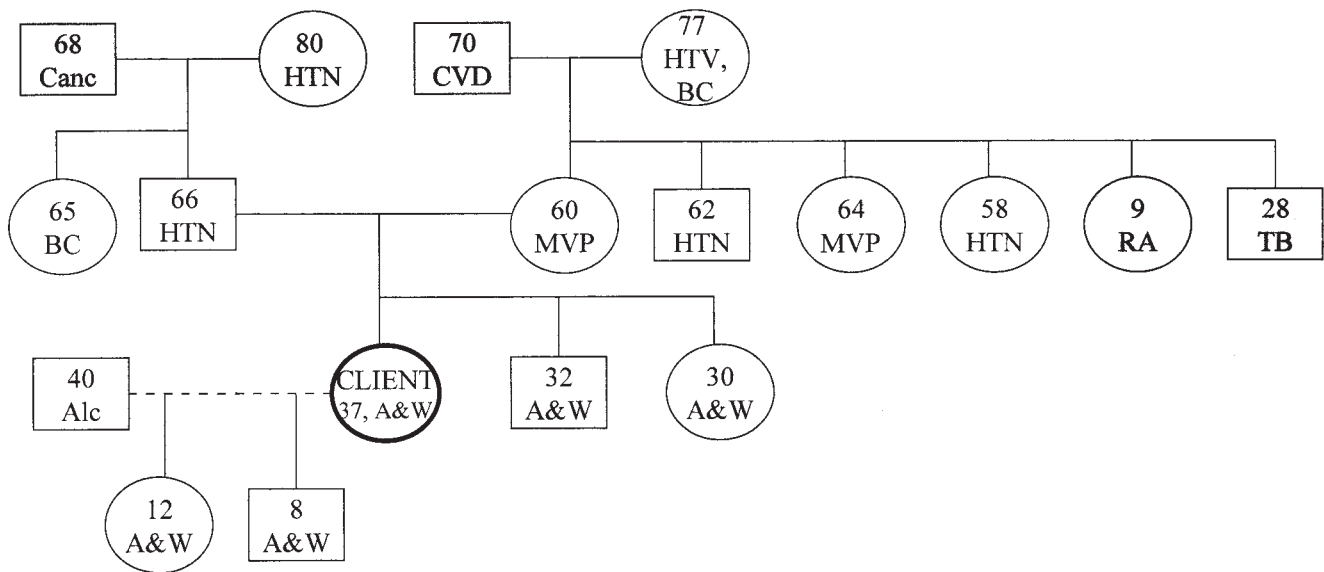 68
Canc
80
HTN
70
CVD
77
HTV,
BC
65
BC
66
HTN
60
MVP
62
HTN
64
MVP
58
HTN
9
RA
28
TB
40
Alc
CLIENT
37, A&W
32
A&W
30
A&W
12
A&W
8
A&W